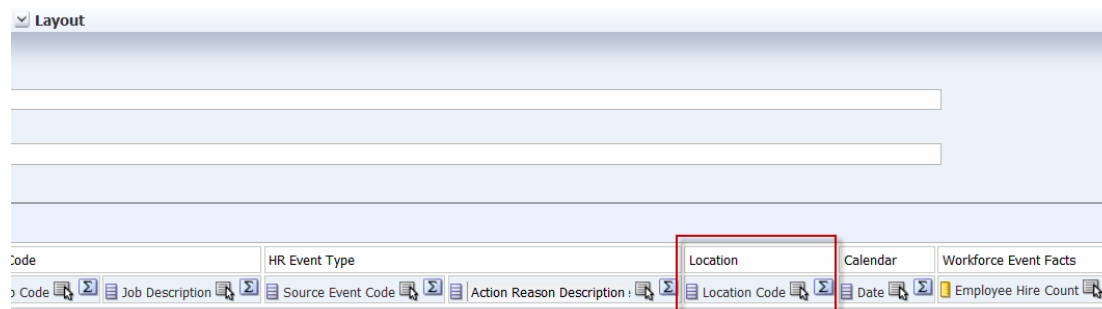 Layout
Code HR Event Type Location Calendar Workforce Event Facts
Code Σ Job Description Σ Source Event Code Σ Action Reason Description Σ Location Code Σ Date Σ Employee Hire Count